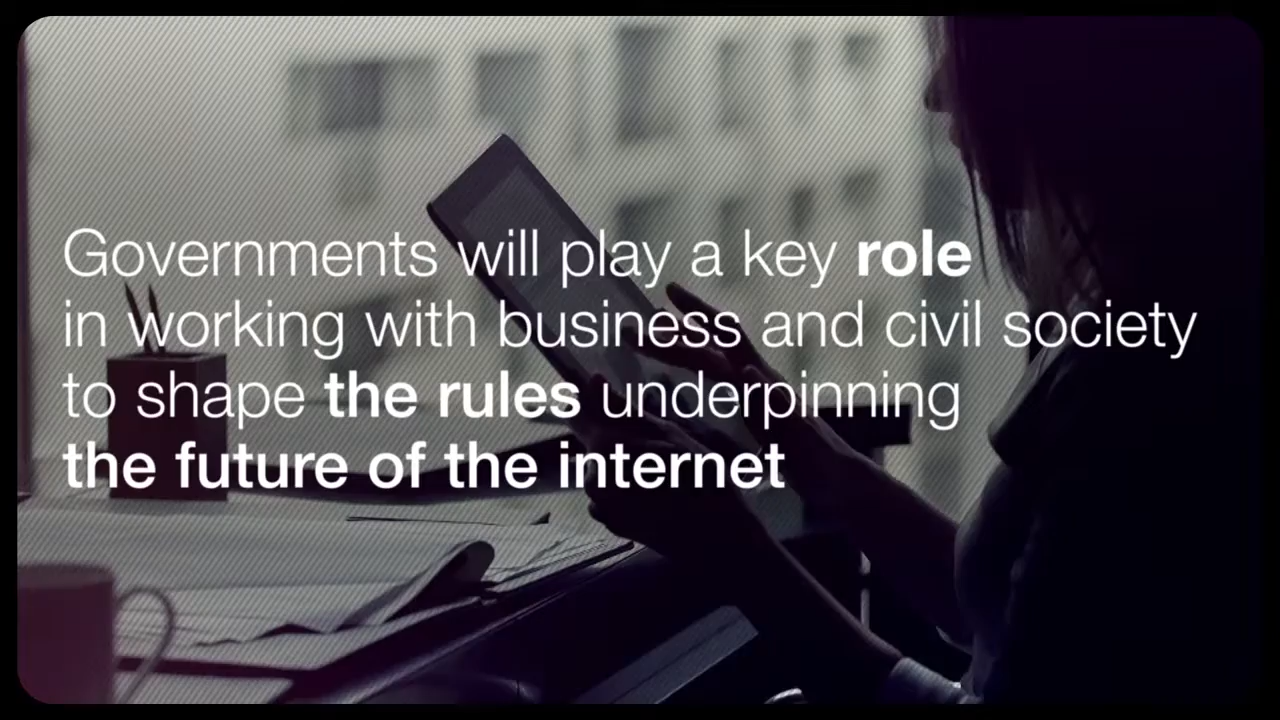 Governments will play a key role
in working with business and civil society
to shape the rules underpinning
the future of the internet